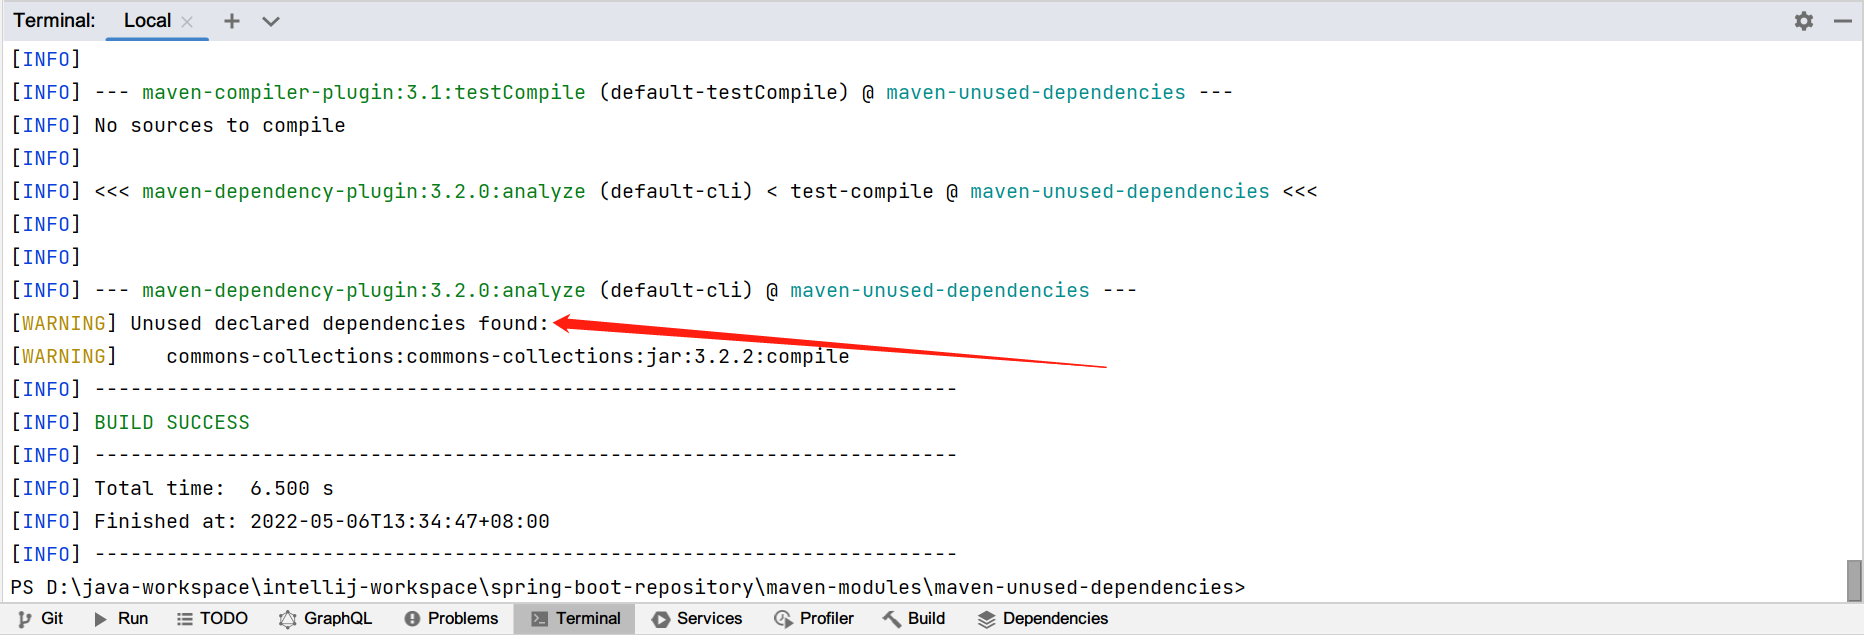 Terminal: Local
[INFO]
[INFO] --- maven-compiler-plugin:3.1:testCompile (default-testCompile) @ maven-unused-dependencies ---
[INFO] No sources to compile
[INFO]
[INFO] <<< maven-dependency-plugin:3.2.0:analyze (default-cli) < test-compile @ maven-unused-dependencies <<<
[INFO]
[INFO]
[INFO] --- maven-dependency-plugin:3.2.0:analyze (default-cli) @ maven-unused-dependencies ---
[WARNING] Unused declared dependencies found:
[WARNING]    commons-collections:commons-collections:jar:3.2.2:compile
[INFO] ------------------------------------------------------------------------
[INFO] BUILD SUCCESS
[INFO] ------------------------------------------------------------------------
[INFO] Total time:  6.500 s
[INFO] Finished at: 2022-05-06T13:34:47+08:00
[INFO] ------------------------------------------------------------------------
PS D:\java-workspace\intellij-workspace\spring-boot-repository\maven-modules\maven-unused-dependencies>
Git Run TODO GraphQL Problems Terminal Services Profiler Build Dependencies